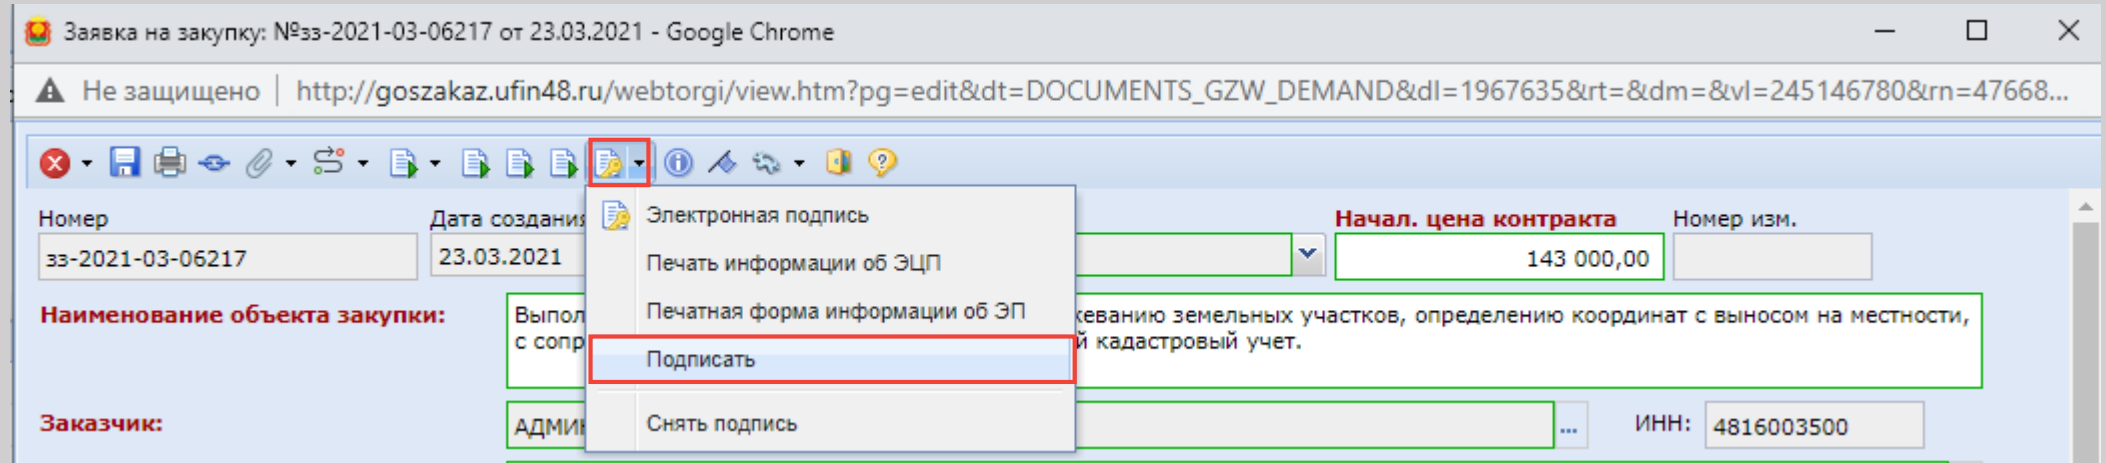 Заявка на закупку: №зз-2021-03-06217 от 23.03.2021 - Google Chrome
Не защищено | http://goszakaz.ufin48.ru/webtorgi/view.htm?pg=edit&dt=DOCUMENTS_GZW_DEMAND&dl=1967635&rt=&dm=&vl=245146780&rn=47668...
Номер
Дата создания
Начал. цена контракта
Номер изм.
зз-2021-03-06217
23.03.2021
143 000,00
Электронная подпись
Печать информации об ЭЦП
Печатная форма информации об ЭП
Подписать
Снять подпись
Наименование объекта закупки:
земельных участков, определению координат с выносом на местности,
с кадастровый учет.
Заказчик:
...
ИНН:
4816003500